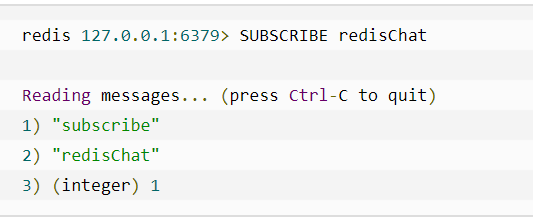 redis 127.0.0.1:6379> SUBSCRIBE redisChat
Reading messages... (press Ctrl-C to quit)
1) "subscribe"
2) "redisChat"
3) (integer) 1